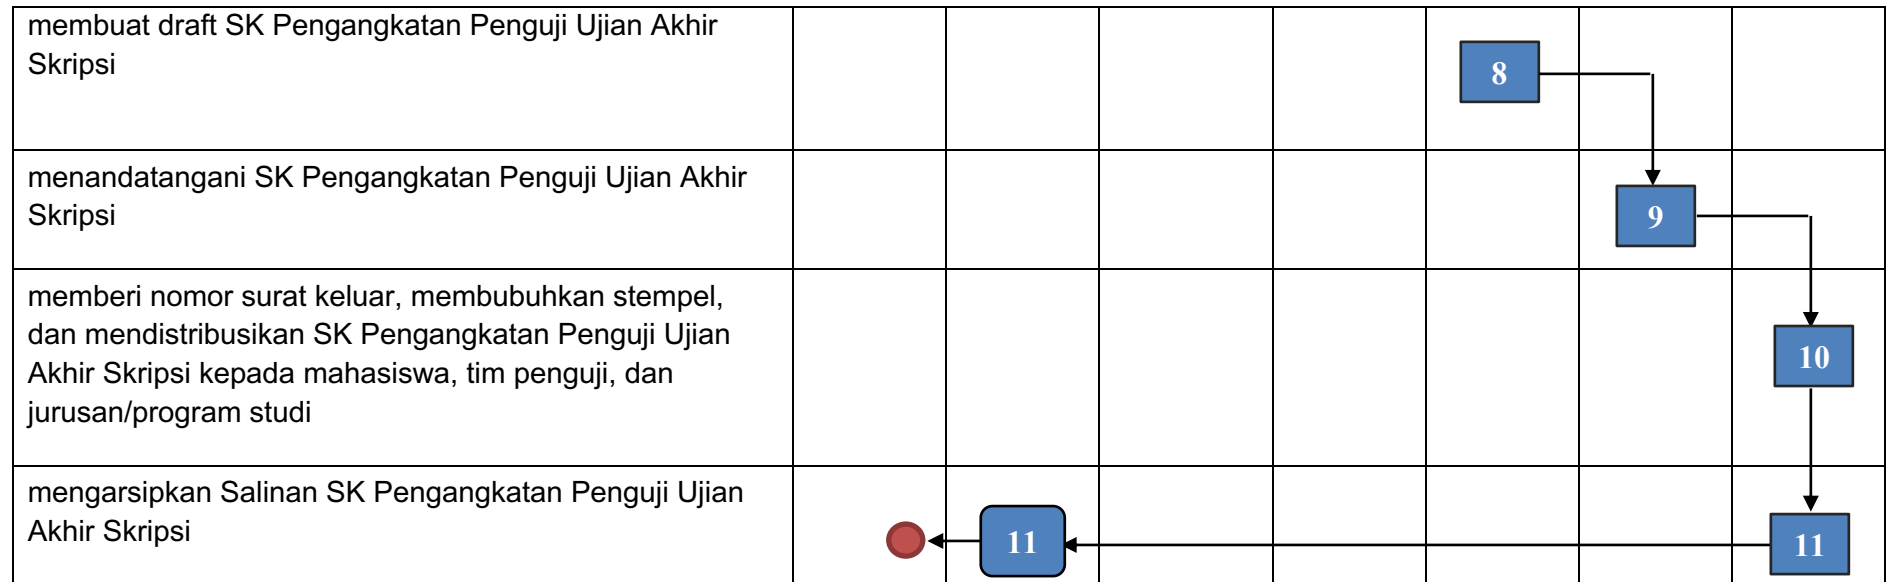 membuat draft SK Pengangkatan Penguji Ujian Akhir
Skripsi
8
menandatangani SK Pengangkatan Penguji Ujian Akhir
Skripsi
9
memberi nomor surat keluar, membubuhkan stempel,
dan mendistribusikan SK Pengangkatan Penguji Ujian
Akhir Skripsi kepada mahasiswa, tim penguji, dan
jurusan/program studi
10
mengarsipkan Salinan SK Pengangkatan Penguji Ujian
Akhir Skripsi
11
11